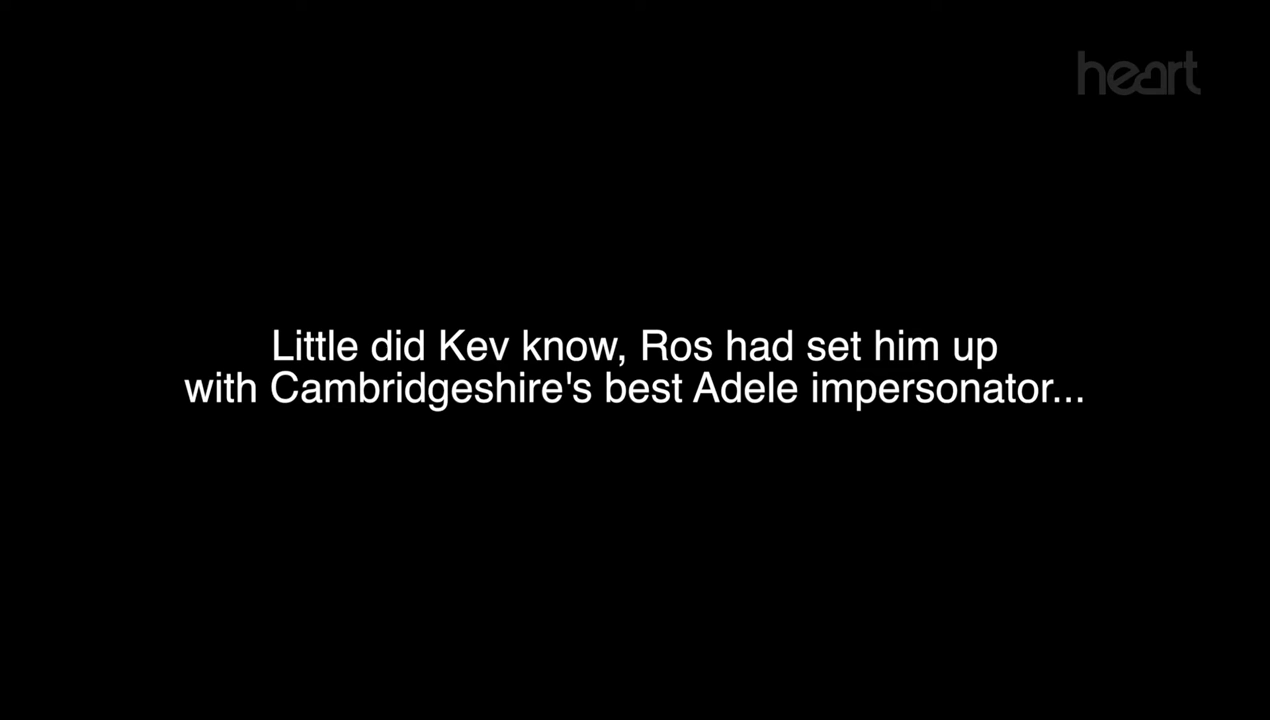 heart
Little did Kev know, Ros had set him up
with Cambridgeshire's best Adele impersonator...